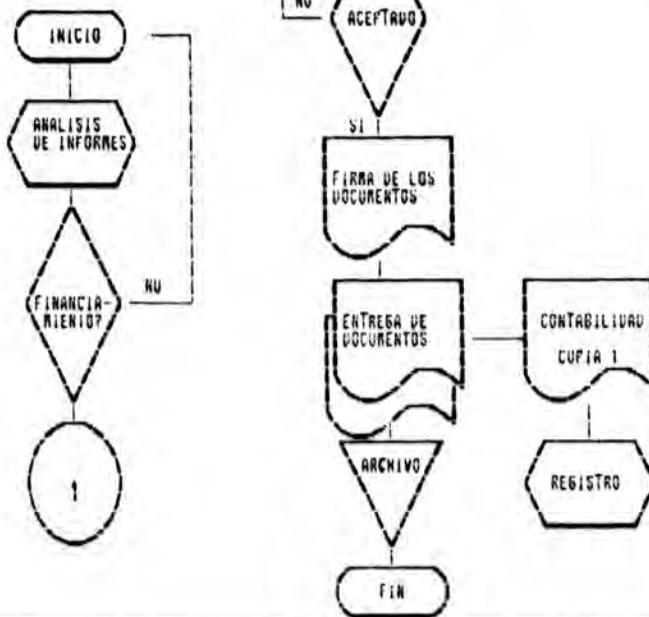 INICIO
ANALISIS
DE INFORMES
FINANCIA-
MIENTO?
NO
1
NO
ACEPTADO
SI
FIRMA DE LOS
DOCUMENTOS
ENTREGA DE
DOCUMENTOS
CONTABILIDAD
COPIA 1
ARCHIVO
REGISTRO
FIN